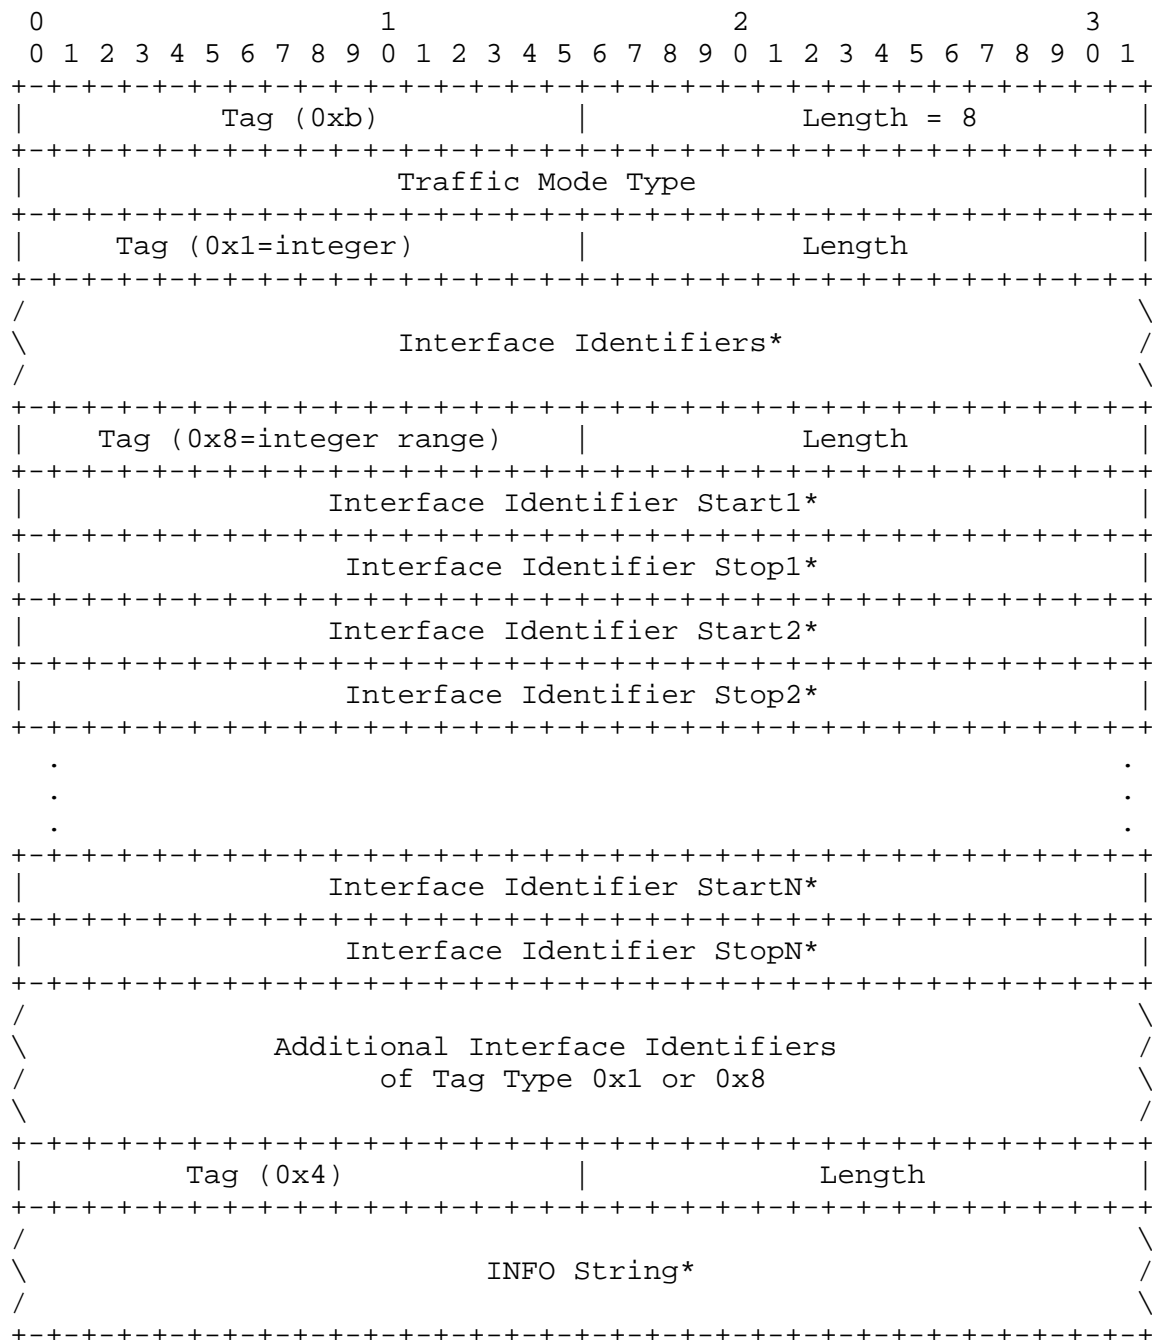 0                   1                   2                   3
 0 1 2 3 4 5 6 7 8 9 0 1 2 3 4 5 6 7 8 9 0 1 2 3 4 5 6 7 8 9 0 1
+-+-+-+-+-+-+-+-+-+-+-+-+-+-+-+-+-+-+-+-+-+-+-+-+-+-+-+-+-+-+-+-+
|           Tag (0xb)           |            Length = 8         |
+-+-+-+-+-+-+-+-+-+-+-+-+-+-+-+-+-+-+-+-+-+-+-+-+-+-+-+-+-+-+-+-+
|                     Traffic Mode Type                         |
+-+-+-+-+-+-+-+-+-+-+-+-+-+-+-+-+-+-+-+-+-+-+-+-+-+-+-+-+-+-+-+-+
|     Tag (0x1=integer)         |            Length             |
+-+-+-+-+-+-+-+-+-+-+-+-+-+-+-+-+-+-+-+-+-+-+-+-+-+-+-+-+-+-+-+-+
/                                                               \
\                     Interface Identifiers*                    /
/                                                               \
+-+-+-+-+-+-+-+-+-+-+-+-+-+-+-+-+-+-+-+-+-+-+-+-+-+-+-+-+-+-+-+-+
|    Tag (0x8=integer range)    |            Length             |
+-+-+-+-+-+-+-+-+-+-+-+-+-+-+-+-+-+-+-+-+-+-+-+-+-+-+-+-+-+-+-+-+
|                 Interface Identifier Start1*                  |
+-+-+-+-+-+-+-+-+-+-+-+-+-+-+-+-+-+-+-+-+-+-+-+-+-+-+-+-+-+-+-+-+
|                  Interface Identifier Stop1*                  |
+-+-+-+-+-+-+-+-+-+-+-+-+-+-+-+-+-+-+-+-+-+-+-+-+-+-+-+-+-+-+-+-+
|                 Interface Identifier Start2*                  |
+-+-+-+-+-+-+-+-+-+-+-+-+-+-+-+-+-+-+-+-+-+-+-+-+-+-+-+-+-+-+-+-+
|                  Interface Identifier Stop2*                  |
+-+-+-+-+-+-+-+-+-+-+-+-+-+-+-+-+-+-+-+-+-+-+-+-+-+-+-+-+-+-+-+-+
  .                                                            .
  .                                                            .
  .                                                            .
+-+-+-+-+-+-+-+-+-+-+-+-+-+-+-+-+-+-+-+-+-+-+-+-+-+-+-+-+-+-+-+-+
|                 Interface Identifier StartN*                  |
+-+-+-+-+-+-+-+-+-+-+-+-+-+-+-+-+-+-+-+-+-+-+-+-+-+-+-+-+-+-+-+-+
|                  Interface Identifier StopN*                  |
+-+-+-+-+-+-+-+-+-+-+-+-+-+-+-+-+-+-+-+-+-+-+-+-+-+-+-+-+-+-+-+-+
/                                                               \
\              Additional Interface Identifiers                 /
/                    of Tag Type 0x1 or 0x8                     \
\                                                               /
+-+-+-+-+-+-+-+-+-+-+-+-+-+-+-+-+-+-+-+-+-+-+-+-+-+-+-+-+-+-+-+-+
|         Tag (0x4)             |             Length            |
+-+-+-+-+-+-+-+-+-+-+-+-+-+-+-+-+-+-+-+-+-+-+-+-+-+-+-+-+-+-+-+-+
/                                                               \
\                          INFO String*                         /
/                                                               \
+-+-+-+-+-+-+-+-+-+-+-+-+-+-+-+-+-+-+-+-+-+-+-+-+-+-+-+-+-+-+-+-+